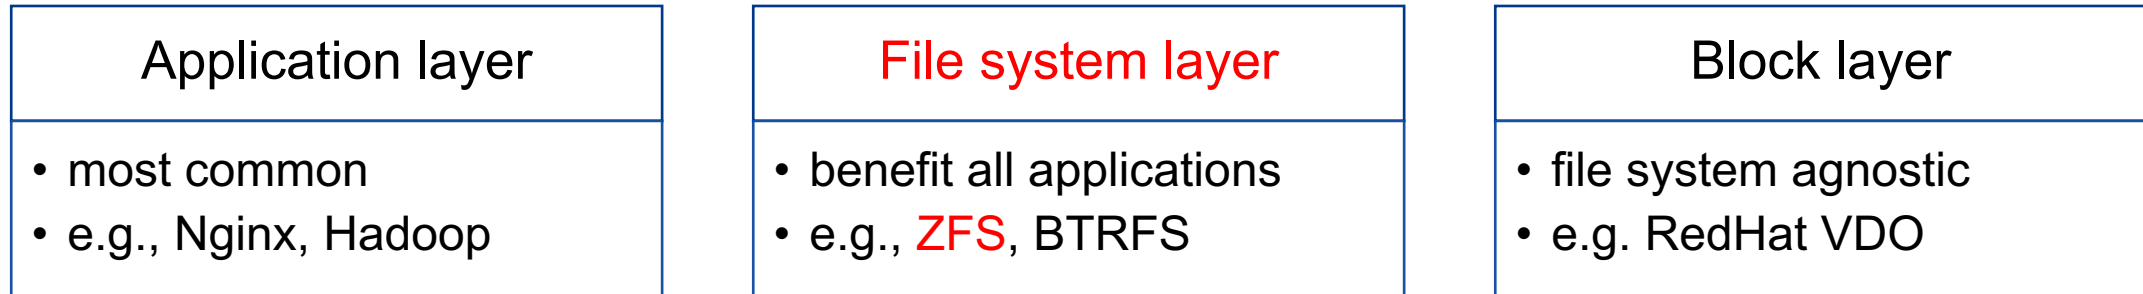 Application layer
• most common
• e.g., Nginx, Hadoop
File system layer
• benefit all applications
• e.g., ZFS, BTRFS
Block layer
• file system agnostic
• e.g. RedHat VDO